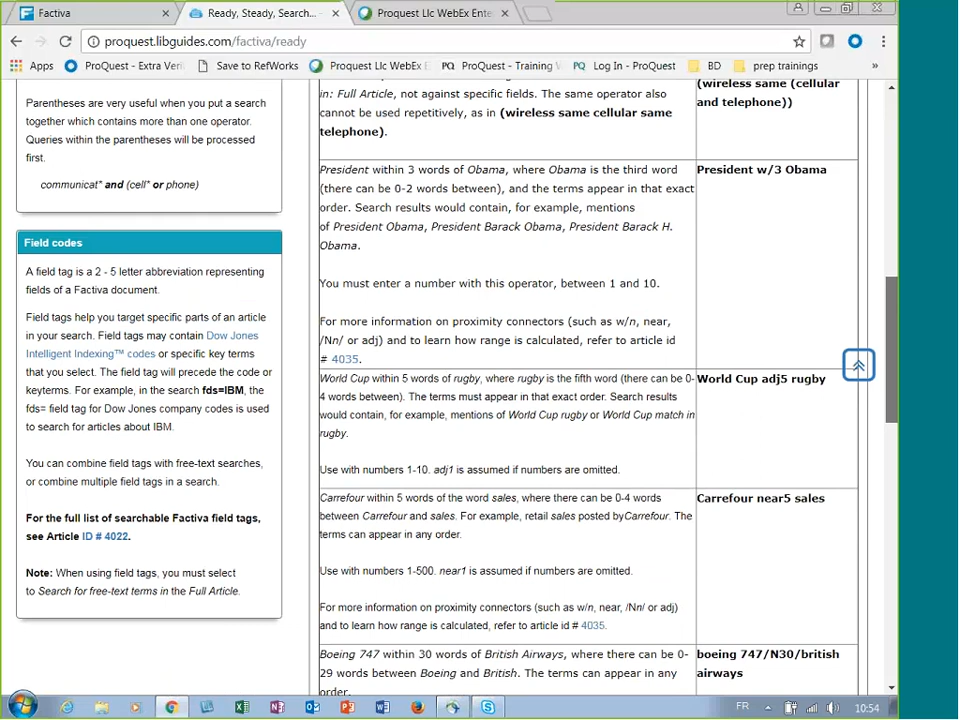 Factiva
Ready, Steady, Search...
Proquest Llc WebEx Ente
proquest.libguides.com/factiva/ready
Apps
ProQuest - Extra Veri
Save to RefWorks
Proquest Llc WebEx E
PQ ProQuest - Training
PQ Log In - ProQuest
BD
prep trainings
»
Parentheses are very useful when you put a search
together which contains more than one operator.
Queries within the parentheses will be processed
first.
communicat* and (cell* or phone)
Field codes
A field tag is a 2 - 5 letter abbreviation representing
fields of a Factiva document.
Field tags help you target specific parts of an article
in your search. Field tags may contain Dow Jones
Intelligent Indexing™ codes or specific key terms
that you select. The field tag will precede the code or
keyterms. For example, in the search fds=IBM, the
fds= field tag for Dow Jones company codes is used
to search for articles about IBM.
You can combine field tags with free-text searches,
or combine multiple field tags in a search.
For the full list of searchable Factiva field tags,
see Article ID # 4022.
Note: When using field tags, you must select
to Search for free-text terms in the Full Article.
in: Full Article, not against specific fields. The same operator also
cannot be used repetitively, as in (wireless same cellular same
telephone).
(wireless same (cellular
and telephone))
President within 3 words of Obama, where Obama is the third word
(there can be 0-2 words between), and the terms appear in that exact
order. Search results would contain, for example, mentions
of President Obama, President Barack Obama, President Barack H.
Obama.
You must enter a number with this operator, between 1 and 10.
For more information on proximity connectors (such as w/n, near,
/Nn/ or adj) and to learn how range is calculated, refer to article id
# 4035.
President w/3 Obama
World Cup within 5 words of rugby, where rugby is the fifth word (there can be 0-
4 words between). The terms must appear in that exact order. Search results
would contain, for example, mentions of World Cup rugby or World Cup match in
rugby.
Use with numbers 1-10. adj1 is assumed if numbers are omitted.
World Cup adj5 rugby
Carrefour within 5 words of the word sales, where there can be 0-4 words
between Carrefour and sales. For example, retail sales posted byCarrefour. The
terms can appear in any order.
Use with numbers 1-500. near1 is assumed if numbers are omitted.
For more information on proximity connectors (such as w/n, near, /Nn/ or adj)
and to learn how range is calculated, refer to article id # 4035.
Carrefour near5 sales
Boeing 747 within 30 words of British Airways, where there can be 0-
29 words between Boeing and British. The terms can appear in any
order.
boeing 747/N30/british
airways
FR
10:54